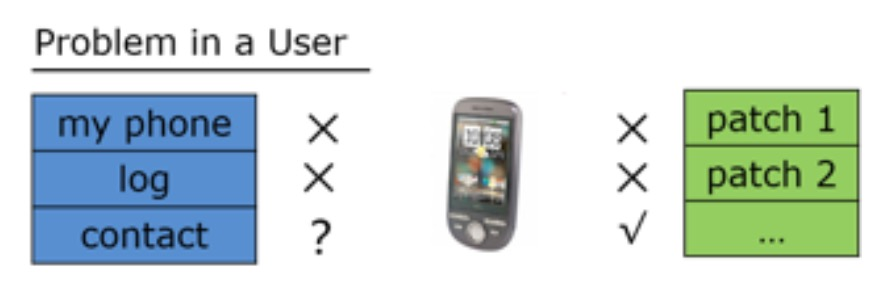 Problem in a User
my phone × × patch 1
log × × patch 2
contact ? √ ...